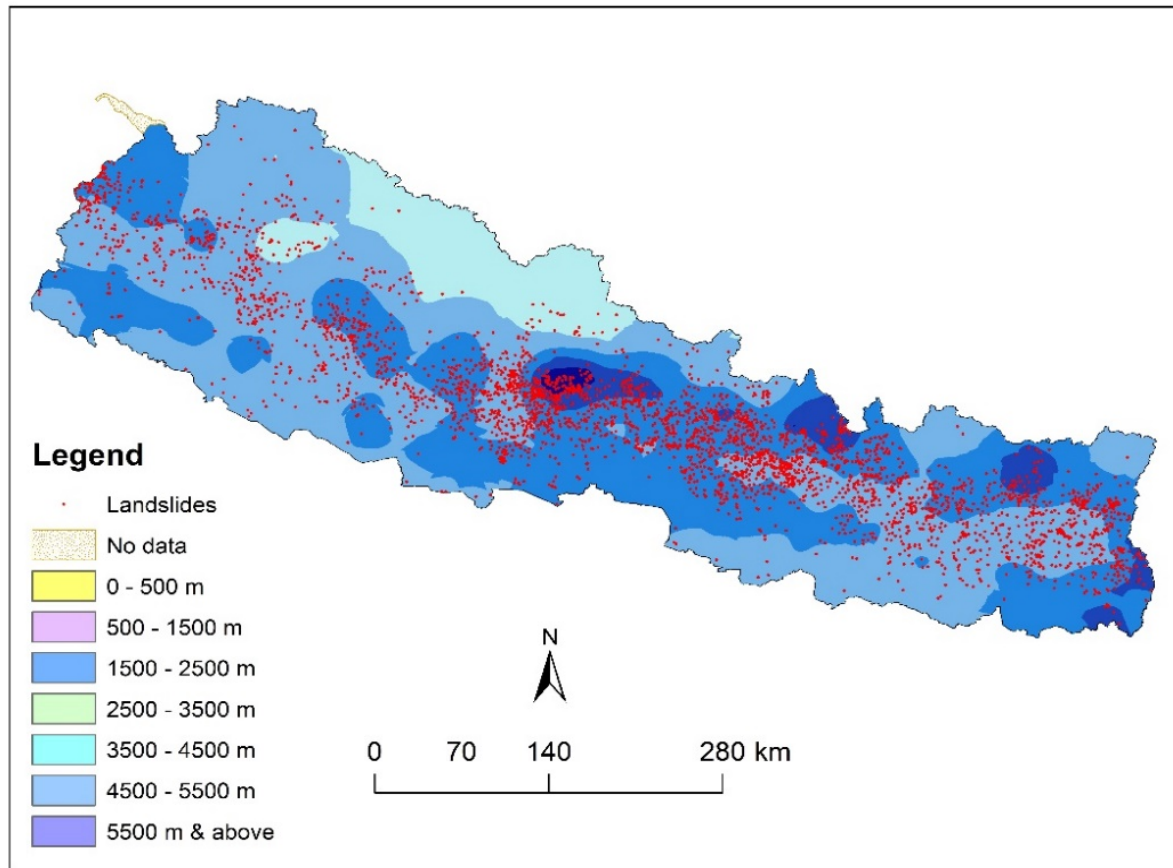 Legend
Landslides
No data
0 - 500 m
500 - 1500 m
1500 - 2500 m
2500 - 3500 m
3500 - 4500 m
4500 - 5500 m
5500 m & above
N
0 70 140 280 km